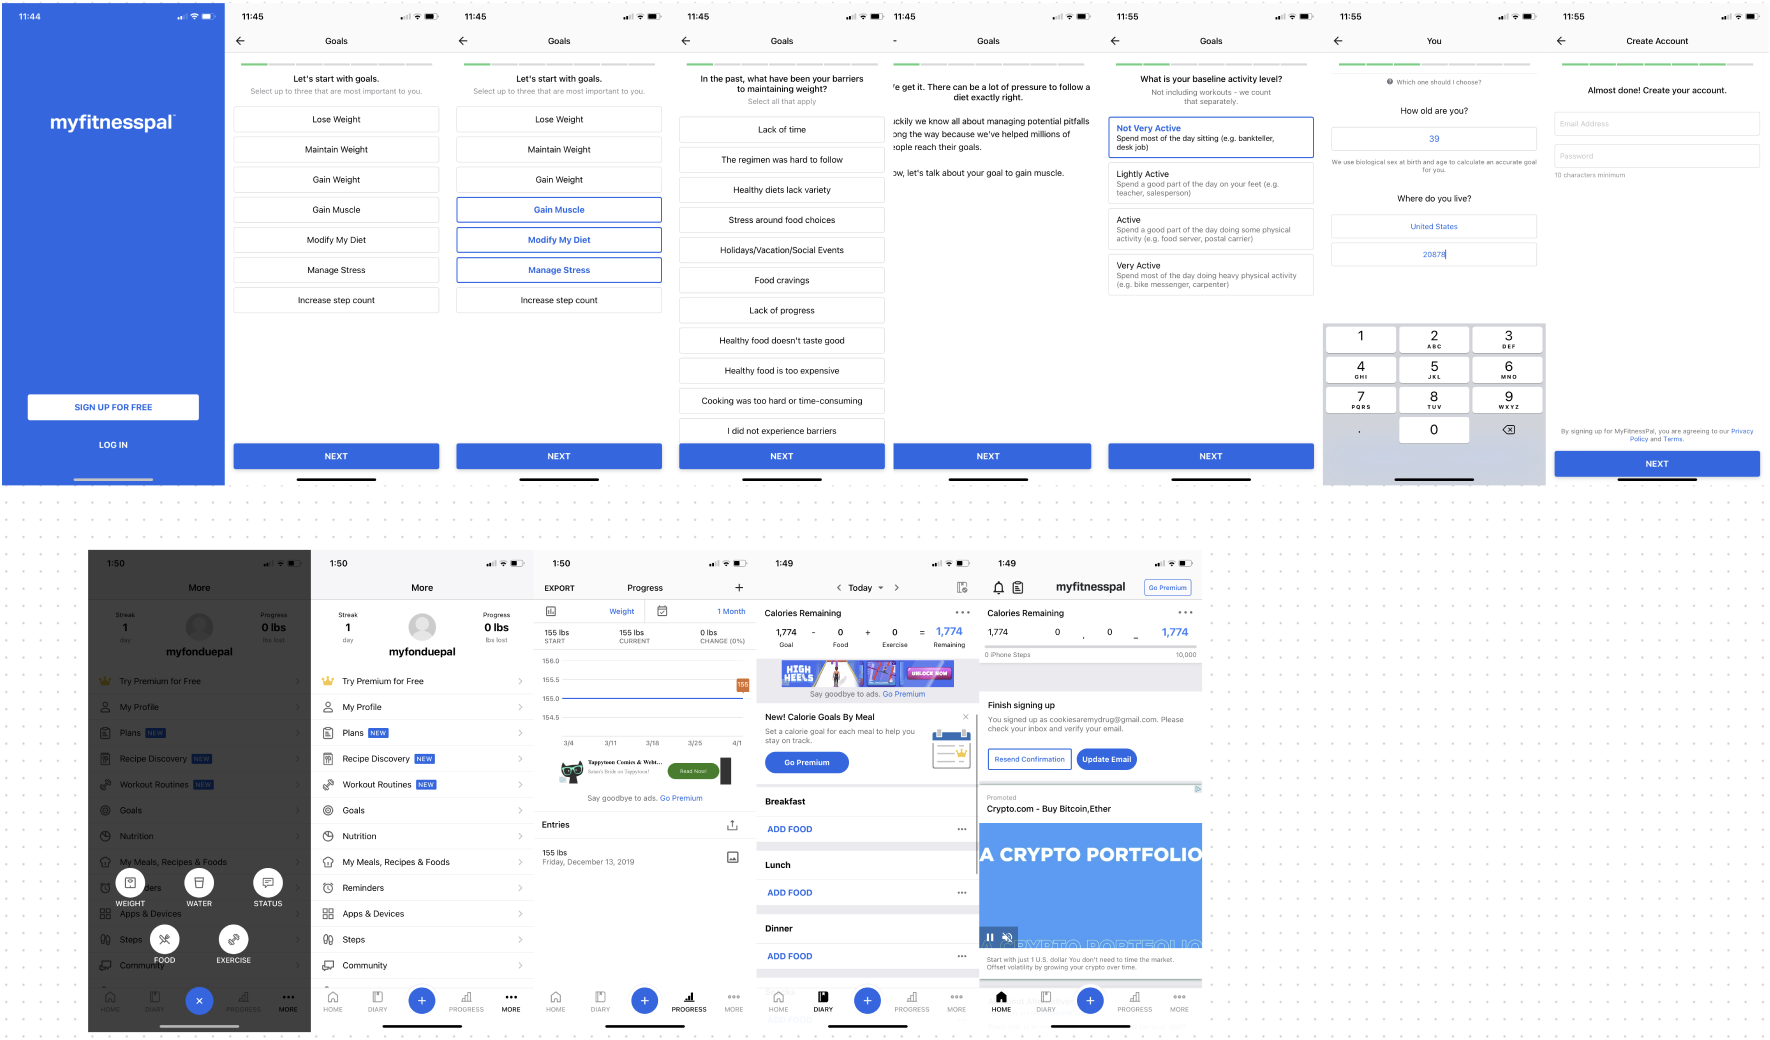 11:44
myfitnesspal
SIGN UP FOR FREE
LOG IN
11:45
Goals
Let's start with goals.
Select up to three that are most important to you.
Lose Weight
Maintain Weight
Gain Weight
Gain Muscle
Modify My Diet
Manage Stress
Increase step count
NEXT
11:45
Goals
Let's start with goals.
Select up to three that are most important to you.
Lose Weight
Maintain Weight
Gain Weight
Gain Muscle
Modify My Diet
Manage Stress
Increase step count
NEXT
11:45
Goals
In the past, what have been your barriers
to maintaining weight?
Select all that apply
Lack of time
The regimen was hard to follow
Healthy diets lack variety
Stress around food choices
Holidays/Vacation/Social Events
Food cravings
Lack of progress
Healthy food doesn't taste good
Healthy food is too expensive
Cooking was too hard or time-consuming
I did not experience barriers
NEXT
11:45
Goals
e get it. There can be a lot of pressure to follow a
diet exactly right.
uckily we know all about managing potential pitfalls
ong the way because we've helped millions of
eople reach their goals.
ow, let's talk about your goal to gain muscle.
NEXT
11:55
Goals
What is your baseline activity level?
Not including workouts - we count
that separately.
Not Very Active
Spend most of the day sitting (e.g. bankteller,
desk job)
Lightly Active
Spend a good part of the day on your feet (e.g.
teacher, salesperson)
Active
Spend a good part of the day doing some physical
activity (e.g. food server, postal carrier)
Very Active
Spend most of the day doing heavy physical activity
(e.g. bike messenger, carpenter)
NEXT
11:55
You
Which one should I choose?
How old are you?
39
We use biological sex at birth and age to calculate an accurate goal
for you.
Where do you live?
United States
20878
1
2 ABC
3 DEF
4 GHI
5 JKL
6 MNO
7 PQRS
8 TUV
9 WXYZ
.
0
11:55
Create Account
Almost done! Create your account.
Email Address
Password
10 characters minimum
By signing up for MyFitnessPal, you are agreeing to our Privacy
Policy and Terms.
NEXT
1:50
More
Streak
1
day
Progress
0 lbs
lbs lost
myfonduepal
Try Premium for Free
My Profile
Plans NEW
Recipe Discovery NEW
Workout Routines NEW
Goals
Nutrition
My Meals, Recipes & Foods
ders
WEIGHT
WATER
STATUS
Apps & Devices
Steps
FOOD
EXERCISE
Community
HOME
DIARY
PROGRESS
MORE
1:50
More
Streak
1
day
Progress
0 lbs
lbs lost
myfonduepal
Try Premium for Free
My Profile
Plans NEW
Recipe Discovery NEW
Workout Routines NEW
Goals
Nutrition
My Meals, Recipes & Foods
Reminders
Apps & Devices
Steps
Community
HOME
DIARY
PROGRESS
MORE
1:50
EXPORT
Progress
Weight
1 Month
155 lbs
START
155 lbs
CURRENT
0 lbs
CHANGE (0%)
156.0
155.5
155
155.0
154.5
3/4
3/11
3/18
3/25
4/1
Tappytoon Comics & Webt...
Satan's Bride on Tappytoon!
Read Now!
Say goodbye to ads. Go Premium
Entries
155 lbs
Friday, December 13, 2019
HOME
DIARY
PROGRESS
MORE
1:49
Today
Calories Remaining
1,774 - 0 + 0 = 1,774
Goal Food Exercise Remaining
HIGH
HEELS
UNLOCK NOW
Say goodbye to ads. Go Premium
New! Calorie Goals By Meal
Set a calorie goal for each meal to help you
stay on track.
Go Premium
Breakfast
ADD FOOD
Lunch
ADD FOOD
Dinner
ADD FOOD
HOME
DIARY
PROGRESS
MORE
1:49
myfitnesspal
Go Premium
Calories Remaining
1,774 0 0 1,774
0 iPhone Steps
10,000
Finish signing up
You signed up as cookiesaremydrug@gmail.com. Please
check your inbox and verify your email.
Resend Confirmation
Update Email
Promoted
Crypto.com - Buy Bitcoin,Ether
A CRYPTO PORTFOLIO
A CRYPTO PORTFOLIO
Start with just 1 U.S. dollar You don't need to time the market.
Offset volatility by growing your crypto over time.
HOME
DIARY
PROGRESS
MORE